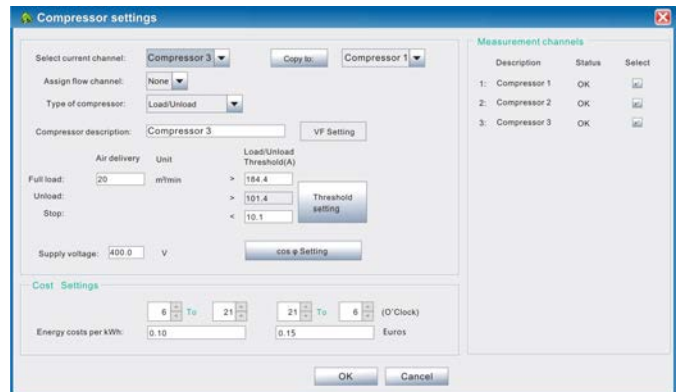 Compressor settings
Select current channel: Compressor 3 Copy to: Compressor 1
Assign flow channel: None
Type of compressor: Load/Unload
Compressor description: Compressor 3 VF Setting
Air delivery Unit Load/Unload Threshold(A)
Full load: 20 m³/min > 184.4
Unload: > 101.4 Threshold setting
Stop: < 10.1
Supply voltage: 400.0 V cos φ Setting
Cost Settings
6 To 21 21 To 6 (O'Clock)
Energy costs per kWh: 0.10 0.15 Euros
OK Cancel
Measurement channels
Description Status Select
1: Compressor 1 OK
2: Compressor 2 OK
3: Compressor 3 OK